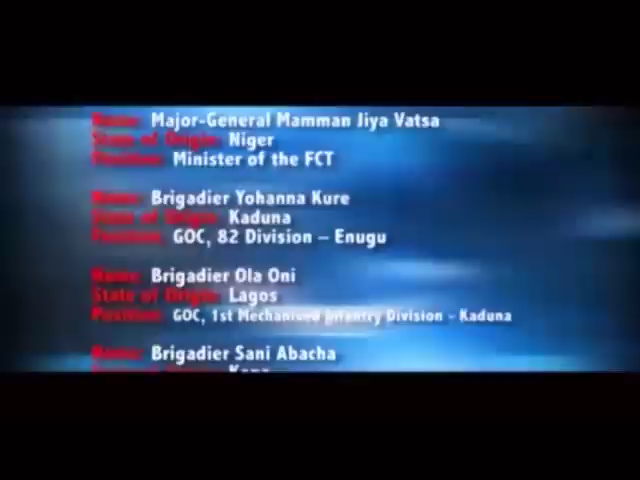 Name: Major-General Mamman Jiya Vatsa
State of Origin: Niger
Position: Minister of the FCT
Name: Brigadier Yohanna Kure
State of Origin: Kaduna
Position: GOC, 82 Division – Enugu
Name: Brigadier Ola Oni
State of Origin: Lagos
Position: GOC, 1st Mechanised Infantry Division - Kaduna
Name: Brigadier Sani Abacha